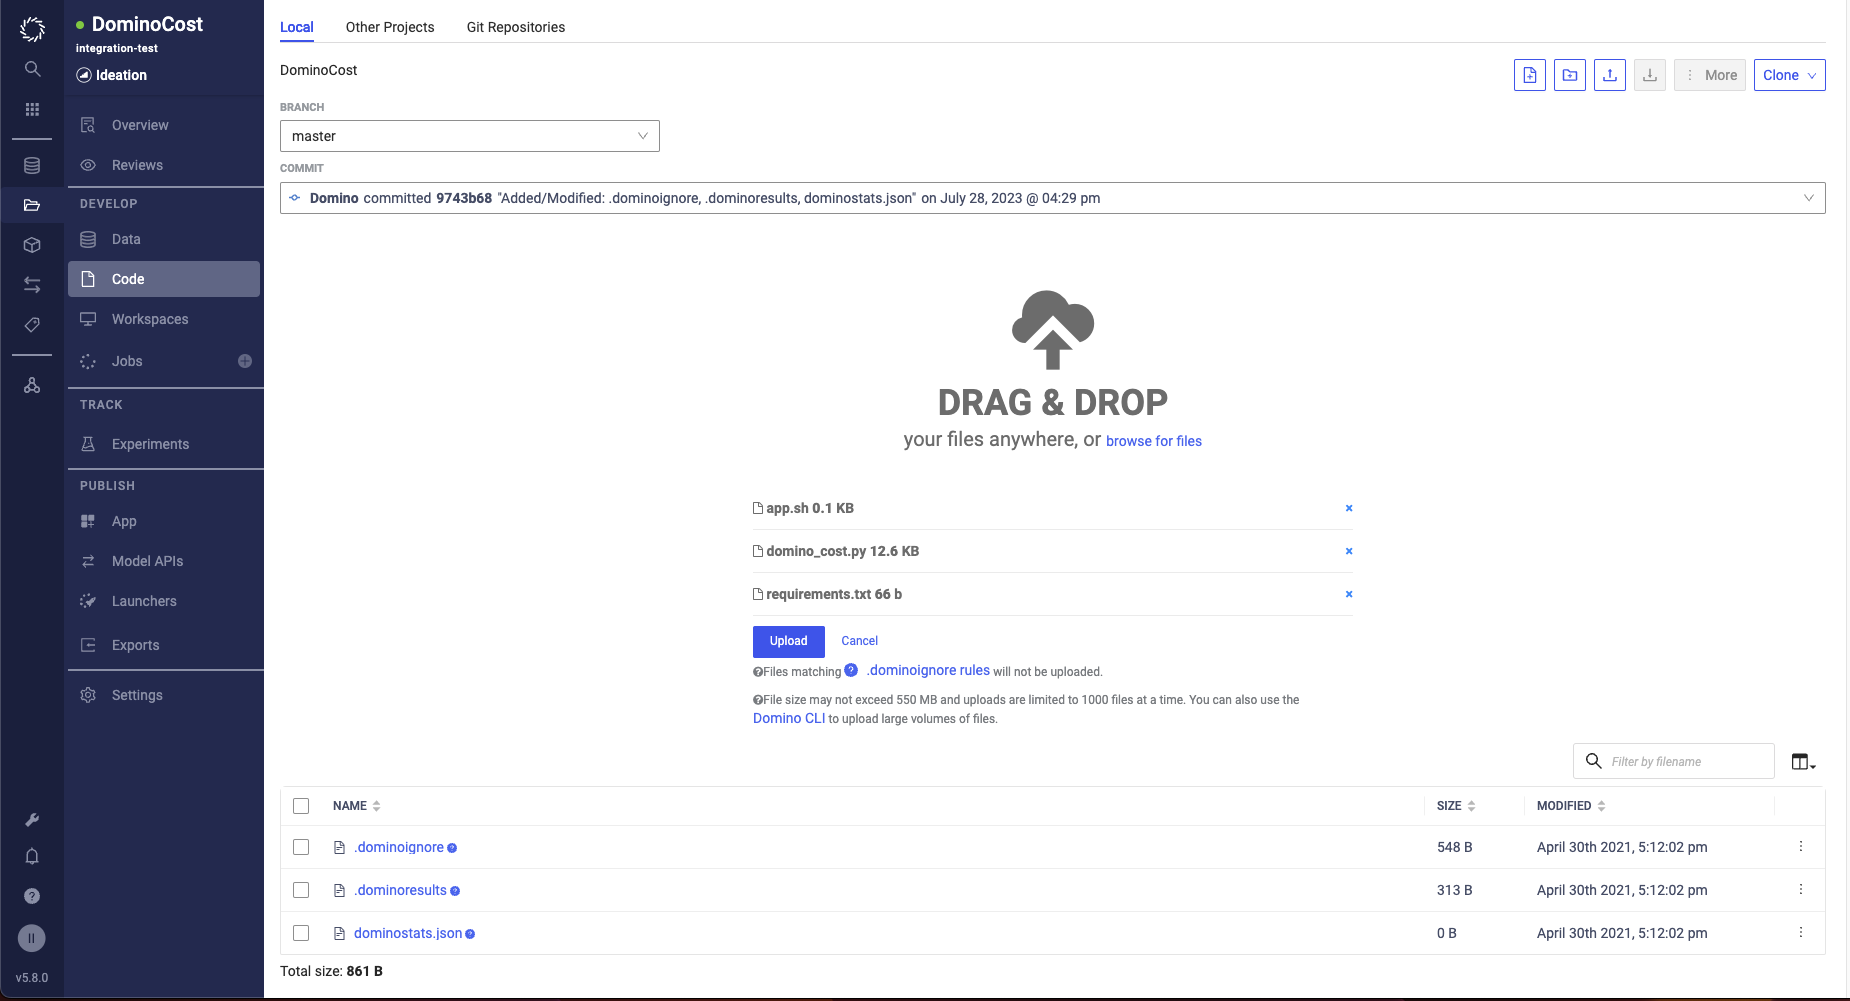 DominoCost
integration-test
Ideation
Overview
Reviews
DEVELOP
Data
Code
Workspaces
Jobs
TRACK
Experiments
PUBLISH
App
Model APIs
Launchers
Exports
Settings
II
v5.8.0
Local Other Projects Git Repositories
DominoCost
More Clone
BRANCH
master
COMMIT
Domino committed 9743b68 "Added/Modified: .dominoignore, .dominoresults, dominostats.json" on July 28, 2023 @ 04:29 pm
DRAG & DROP
your files anywhere, or browse for files
app.sh 0.1 KB ×
domino_cost.py 12.6 KB ×
requirements.txt 66 b ×
Upload Cancel
?Files matching ? .dominoignore rules will not be uploaded.
?File size may not exceed 550 MB and uploads are limited to 1000 files at a time. You can also use the
Domino CLI to upload large volumes of files.
Filter by filename
NAME SIZE MODIFIED
.dominoignore ? 548 B April 30th 2021, 5:12:02 pm
.dominoresults ? 313 B April 30th 2021, 5:12:02 pm
dominostats.json ? 0 B April 30th 2021, 5:12:02 pm
Total size: 861 B